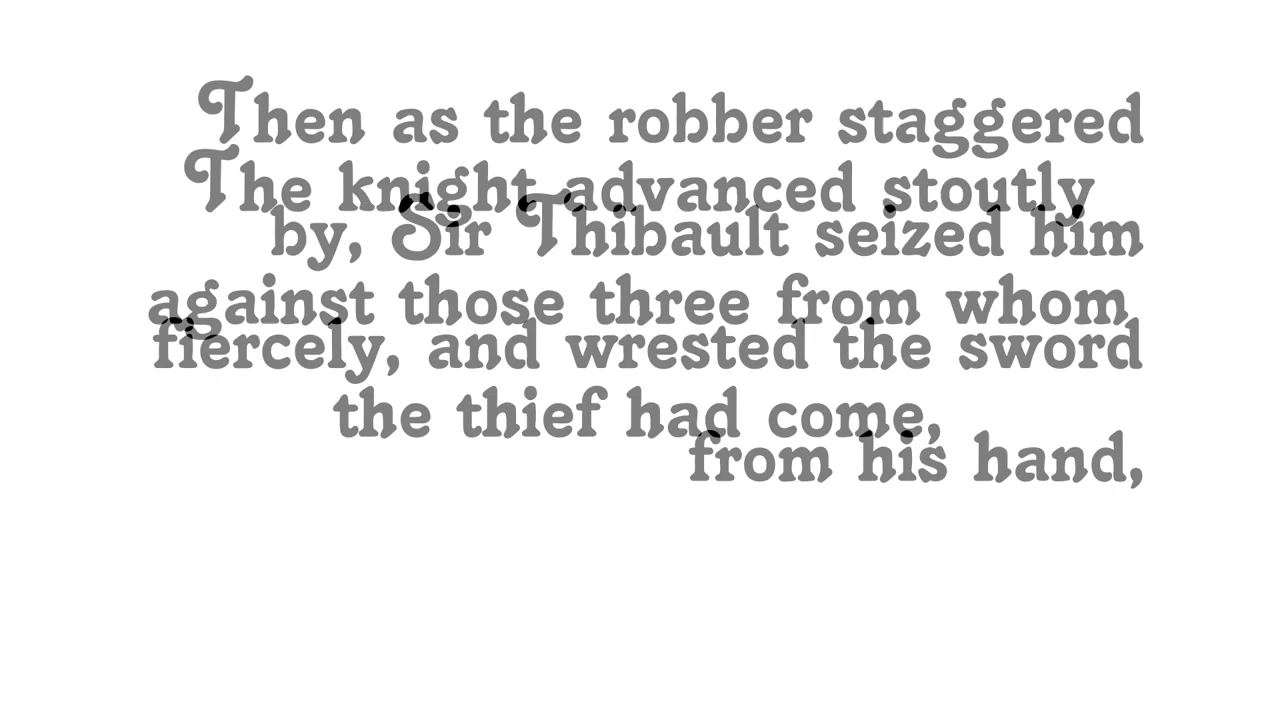 Then as the robber staggered
by, Sir Thibault seized him
fiercely, and wrested the sword
from his hand,
The knight advanced stoutly
against those three from whom
the thief had come,